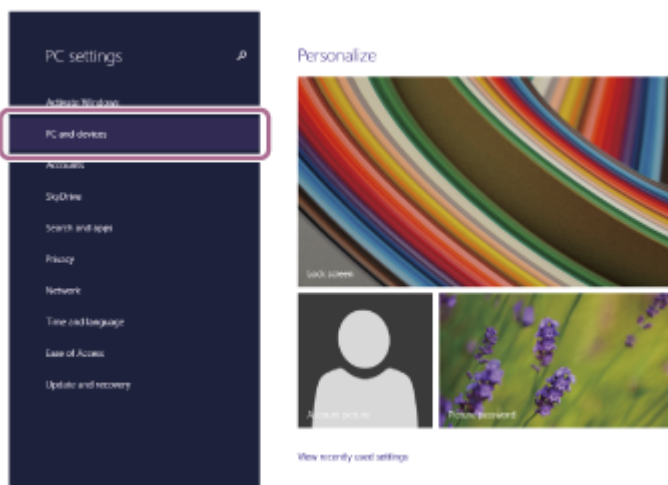 PC settings
Activate Windows
PC and devices
Accounts
SkyDrive
Search and apps
Privacy
Network
Time and language
Ease of Access
Update and recovery
Personalize
Lock screen
Account picture
Picture password
View recently used settings